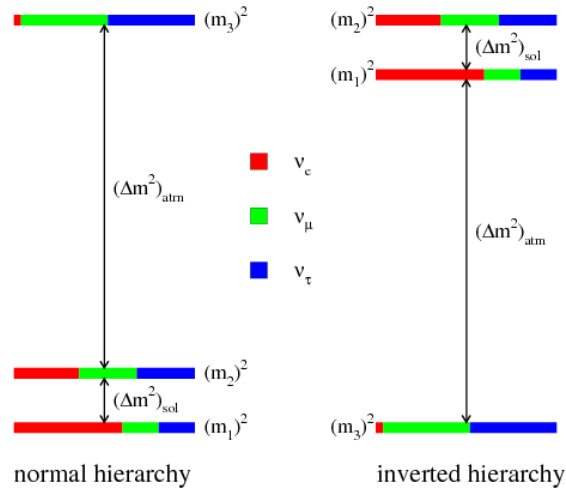 (m₃)²
(Δm²)atm
(m₂)²
(Δm²)sol
(m₁)²
normal hierarchy
νe
νμ
ντ
(m₂)²
(Δm²)sol
(m₁)²
(Δm²)atm
(m₃)²
inverted hierarchy